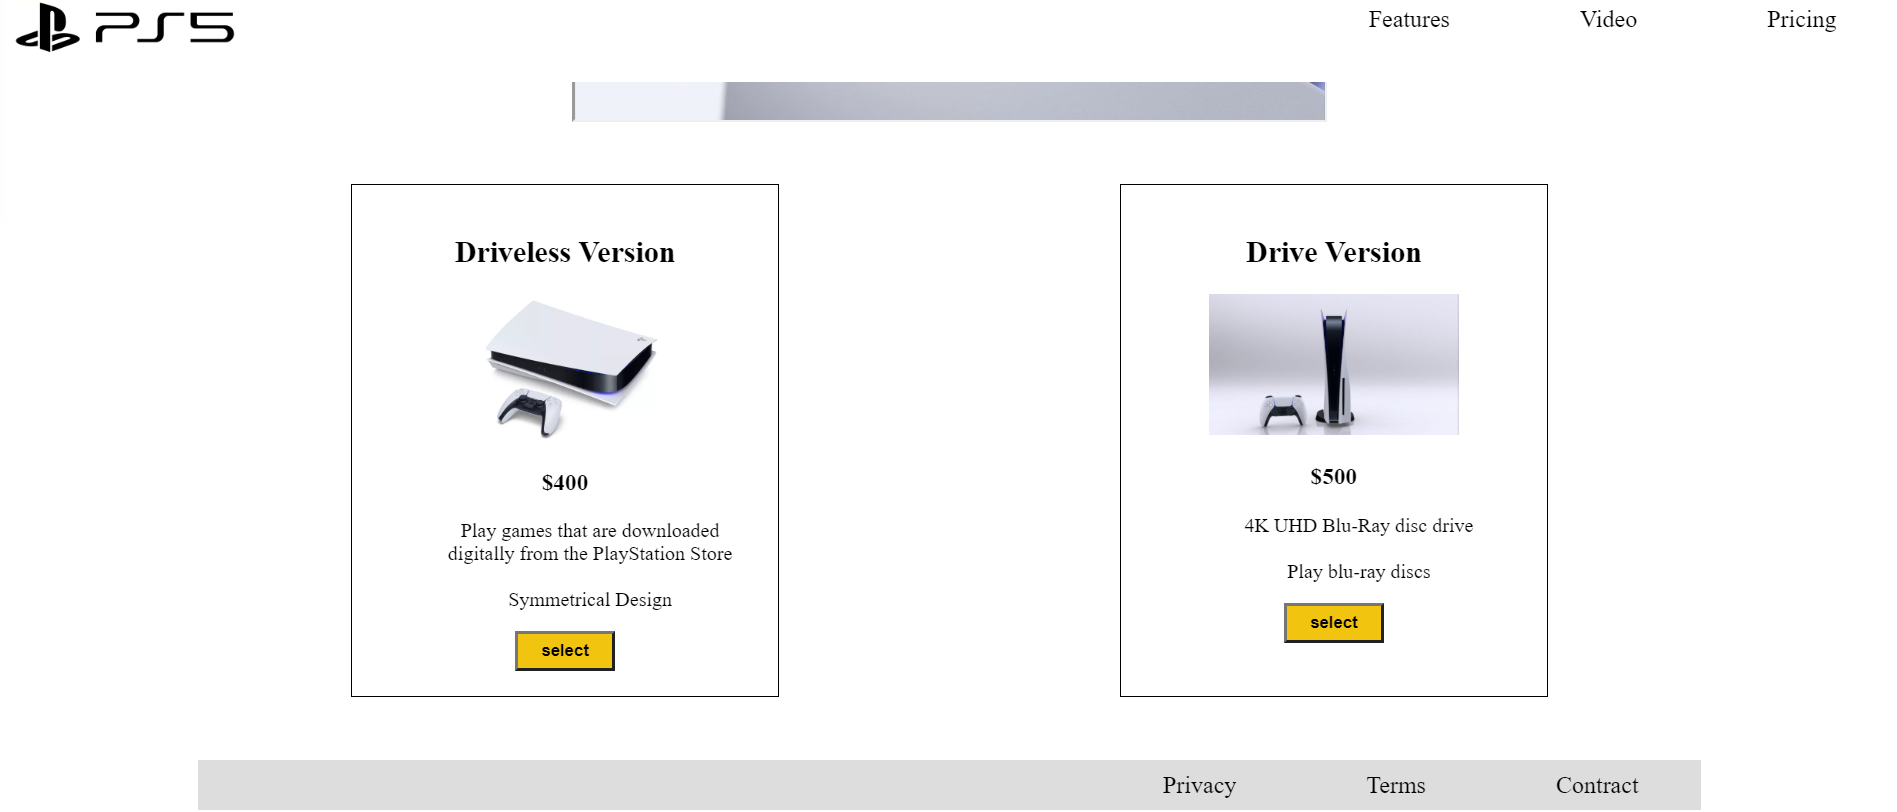 PS5
Features
Video
Pricing
Driveless Version
$400
Play games that are downloaded
digitally from the PlayStation Store
Symmetrical Design
select
Drive Version
$500
4K UHD Blu-Ray disc drive
Play blu-ray discs
select
Privacy
Terms
Contract